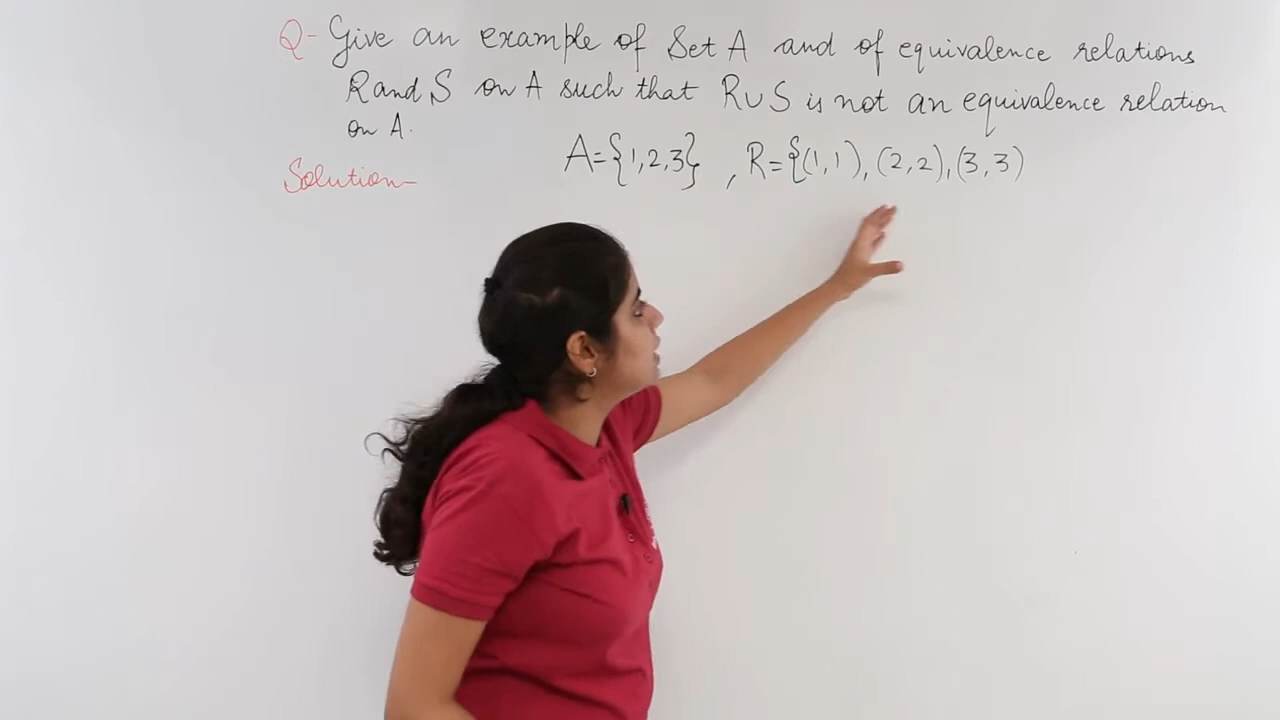 Q- Give an example of Set A and of equivalence relations
R and S on A such that R∪S is not an equivalence relation
on A.
Solution- A={1,2,3} , R={(1,1),(2,2),(3,3)